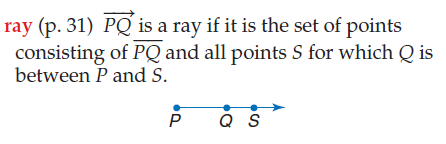 ray (p. 31) PQ is a ray if it is the set of points
consisting of PQ and all points S for which Q is
between P and S.
P Q S